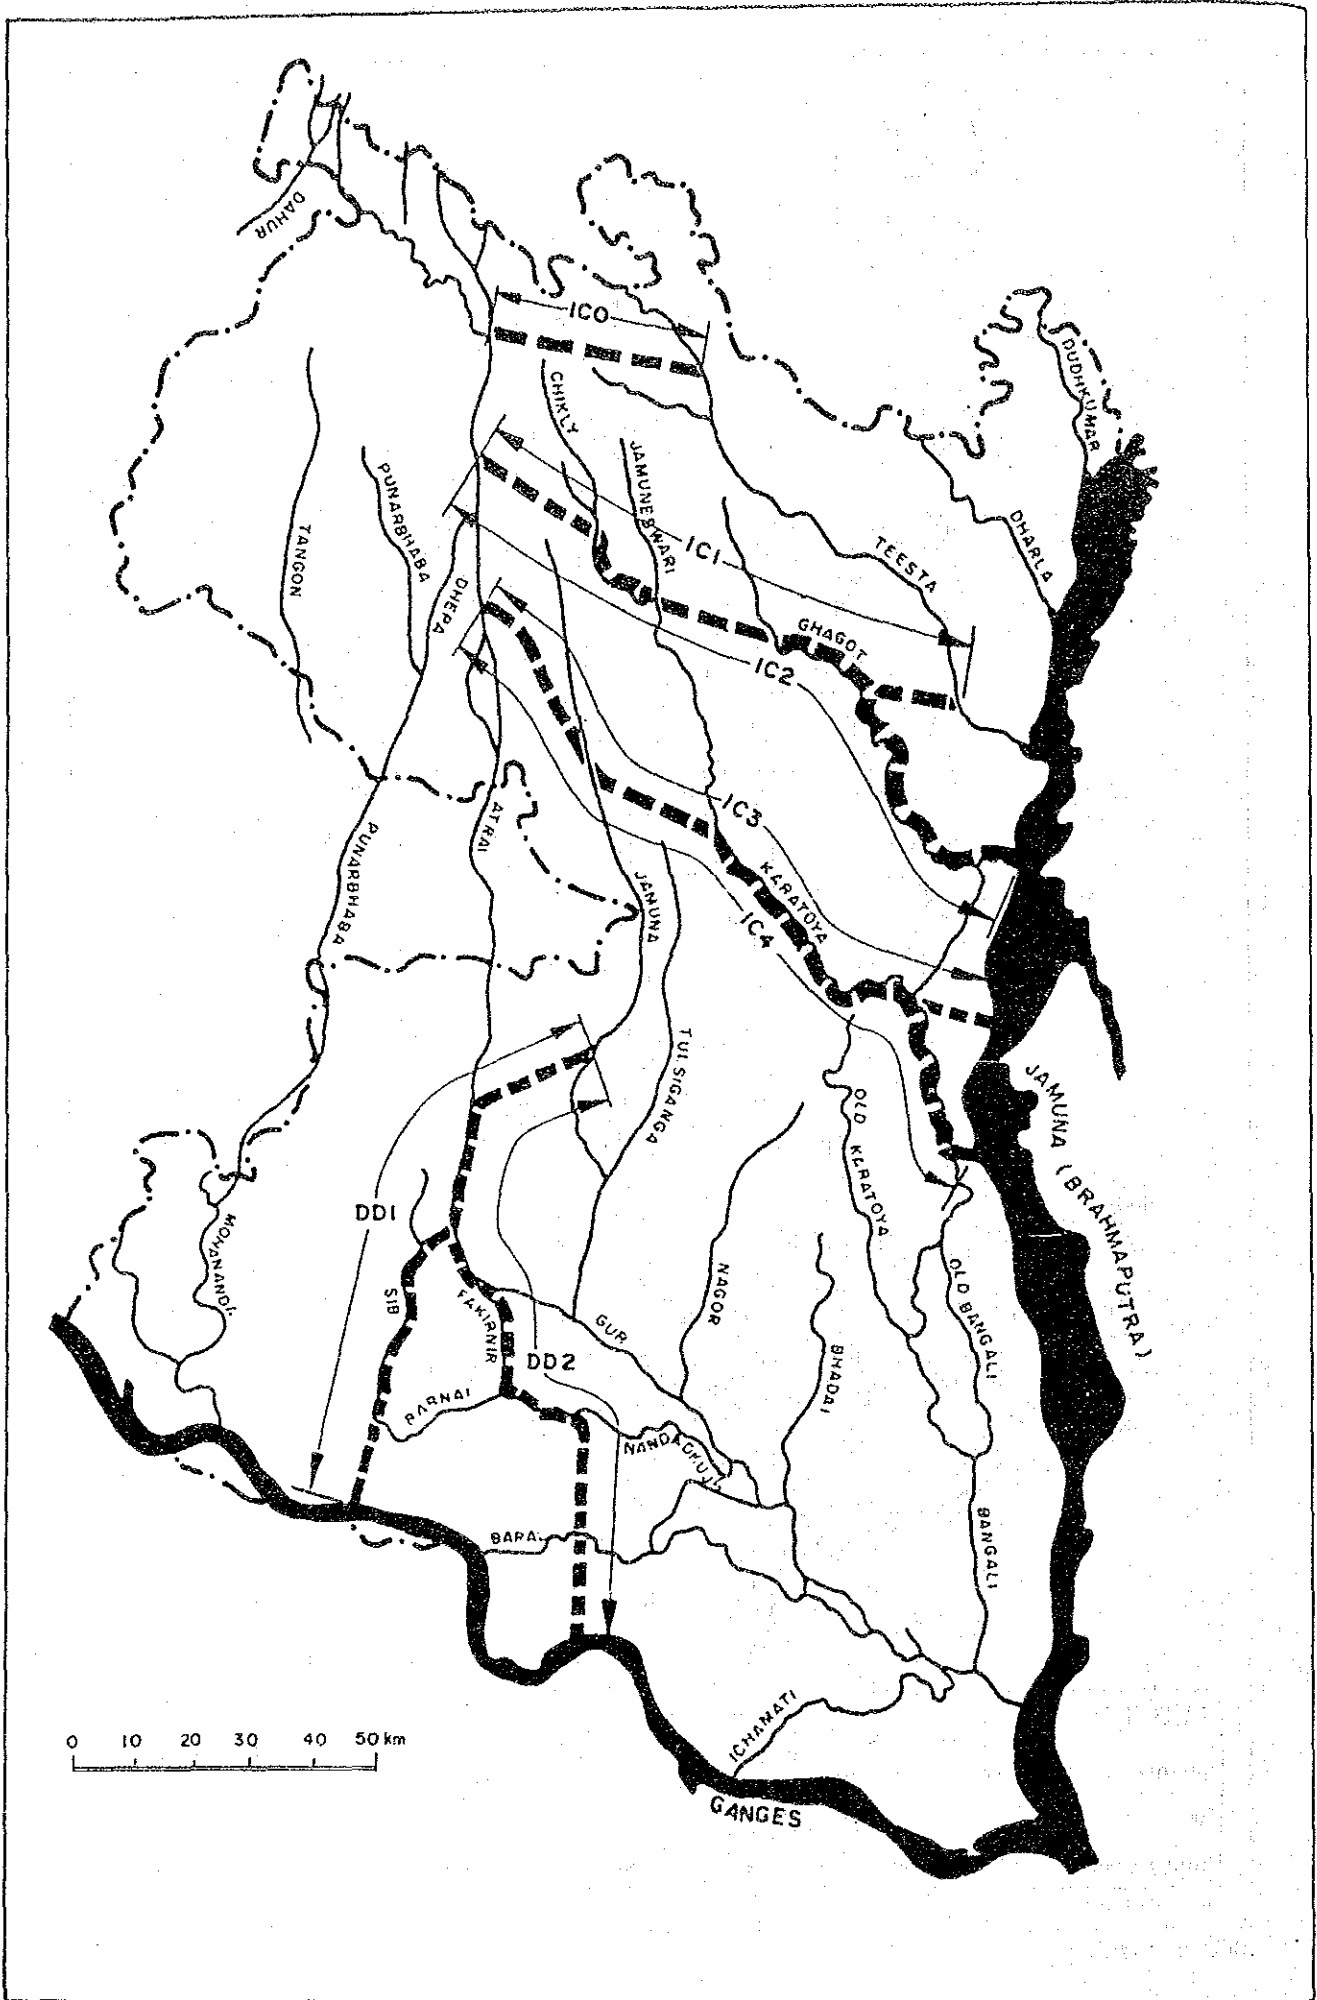 DAHUR
IC0
DUDHKUMAR
CHIKLY
JAMUNESWARI
PUNARBHABA
TANGON
DHEPA
IC1
TEESTA
DHARLA
GHAGOT
IC2
IC3
ATRAI
PUNARBHABA
JAMUNA
KARATOYA
IC4
TULSIGANGA
OLD KARATOYA
JAMUNA (BRAHMAPUTRA)
DD1
MOHANANDA
SIB
FAKIRNIR
NAGOR
OLD BANGALI
GUR
DD2
BHADAI
BARNAI
NANDAKUJA
BANGALI
BARAL
ICHAMATI
GANGES
0 10 20 30 40 50 km